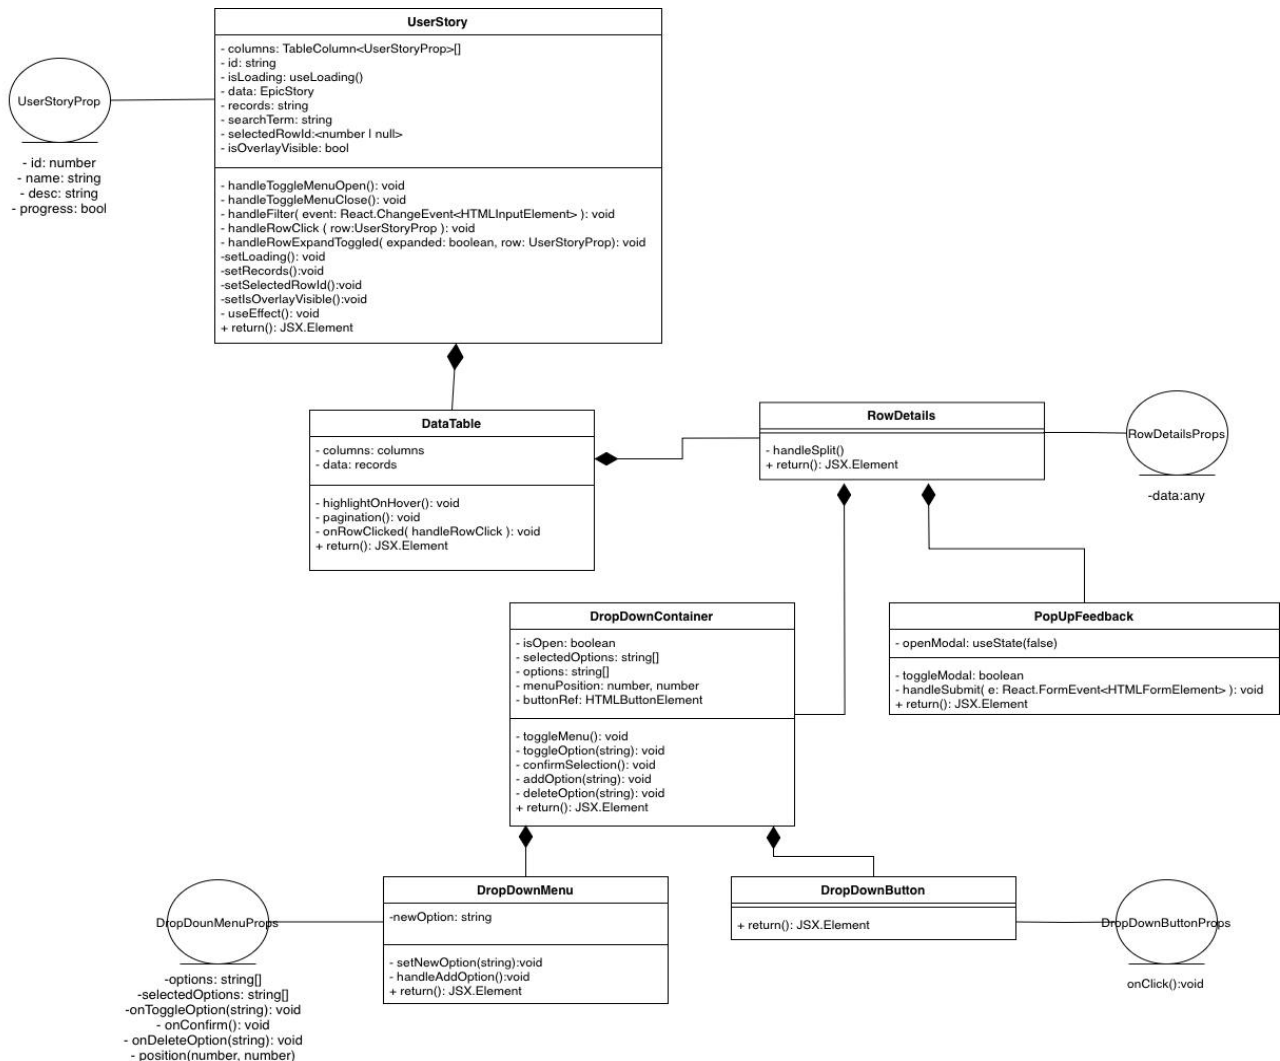 UserStory
- columns: TableColumn<UserStoryProp>[]
- id: string
- isLoading: useLoading()
- data: EpicStory
- records: string
- searchTerm: string
- selectedRowId:<number | null>
- isOverlayVisible: bool
- handleToggleMenuOpen(): void
- handleToggleMenuClose(): void
- handleFilter( event: React.ChangeEvent<HTMLInputElement> ): void
- handleRowClick ( row:UserStoryProp ): void
- handleRowExpandToggled( expanded: boolean, row: UserStoryProp): void
-setLoading(): void
-setRecords():void
-setSelectedRowId():void
-setIsOverlayVisible():void
- useEffect(): void
+ return(): JSX.Element
UserStoryProp
- id: number
- name: string
- desc: string
- progress: bool
DataTable
- columns: columns
- data: records
- highlightOnHover(): void
- pagination(): void
- onRowClicked( handleRowClick ): void
+ return(): JSX.Element
RowDetails
- handleSplit()
+ return(): JSX.Element
RowDetailsProps
-data:any
DropDownContainer
- isOpen: boolean
- selectedOptions: string[]
- options: string[]
- menuPosition: number, number
- buttonRef: HTMLButtonElement
- toggleMenu(): void
- toggleOption(string): void
- confirmSelection(): void
- addOption(string): void
- deleteOption(string): void
+ return(): JSX.Element
PopUpFeedback
- openModal: useState(false)
- toggleModal: boolean
- handleSubmit( e: React.FormEvent<HTMLFormElement> ): void
+ return(): JSX.Element
DropDownMenu
-newOption: string
- setNewOption(string):void
- handleAddOption():void
+ return(): JSX.Element
DropDounMenuProps
-options: string[]
-selectedOptions: string[]
-onToggleOption(string): void
- onConfirm(): void
- onDeleteOption(string): void
- position(number, number)
DropDownButton
+ return(): JSX.Element
DropDownButtonProps
onClick():void